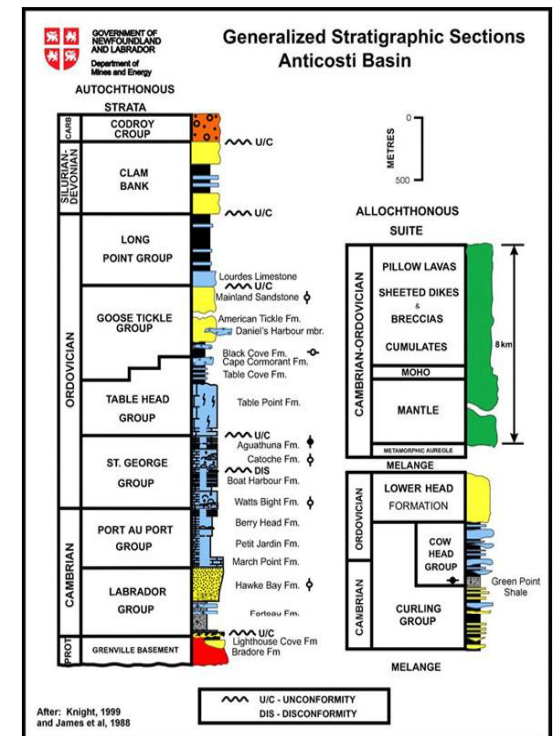 GOVERNMENT OF
NEWFOUNDLAND
AND LABRADOR
Department of
Mines and Energy
Generalized Stratigraphic Sections
Anticosti Basin
AUTOCHTHONOUS
STRATA
CARB
CODROY
CROUP
U/C
SILURIAN-
DEVONIAN
CLAM
BANK
U/C
ORDOVICIAN
LONG
POINT GROUP
Lourdes Limestone
U/C
Mainland Sandstone
GOOSE TICKLE
GROUP
American Tickle Fm.
Daniel's Harbour mbr.
Black Cove Fm.
Cape Cormorant Fm.
Table Cove Fm.
TABLE HEAD
GROUP
Table Point Fm.
U/C
Aguathuna Fm.
ST. GEORGE
GROUP
Catoche Fm.
DIS
Boat Harbour Fm.
Watts Bight Fm.
CAMBRIAN
PORT AU PORT
GROUP
Berry Head Fm.
Petit Jardin Fm.
March Point Fm.
LABRADOR
GROUP
Hawke Bay Fm.
Forteau Fm.
U/C
Lighthouse Cove Fm
Bradore Fm
PROT
GRENVILLE BASEMENT
0
METRES
500
ALLOCHTHONOUS
SUITE
CAMBRIAN-ORDOVICIAN
PILLOW LAVAS
SHEETED DIKES
&
BRECCIAS
CUMULATES
8 km
MOHO
MANTLE
METAMORPHIC AUREOLE
MELANGE
ORDOVICIAN
LOWER HEAD
FORMATION
COW
HEAD
GROUP
Green Point
Shale
CAMBRIAN
CURLING
GROUP
MELANGE
U/C - UNCONFORMITY
DIS - DISCONFORMITY
After: Knight, 1999
and James et al, 1988